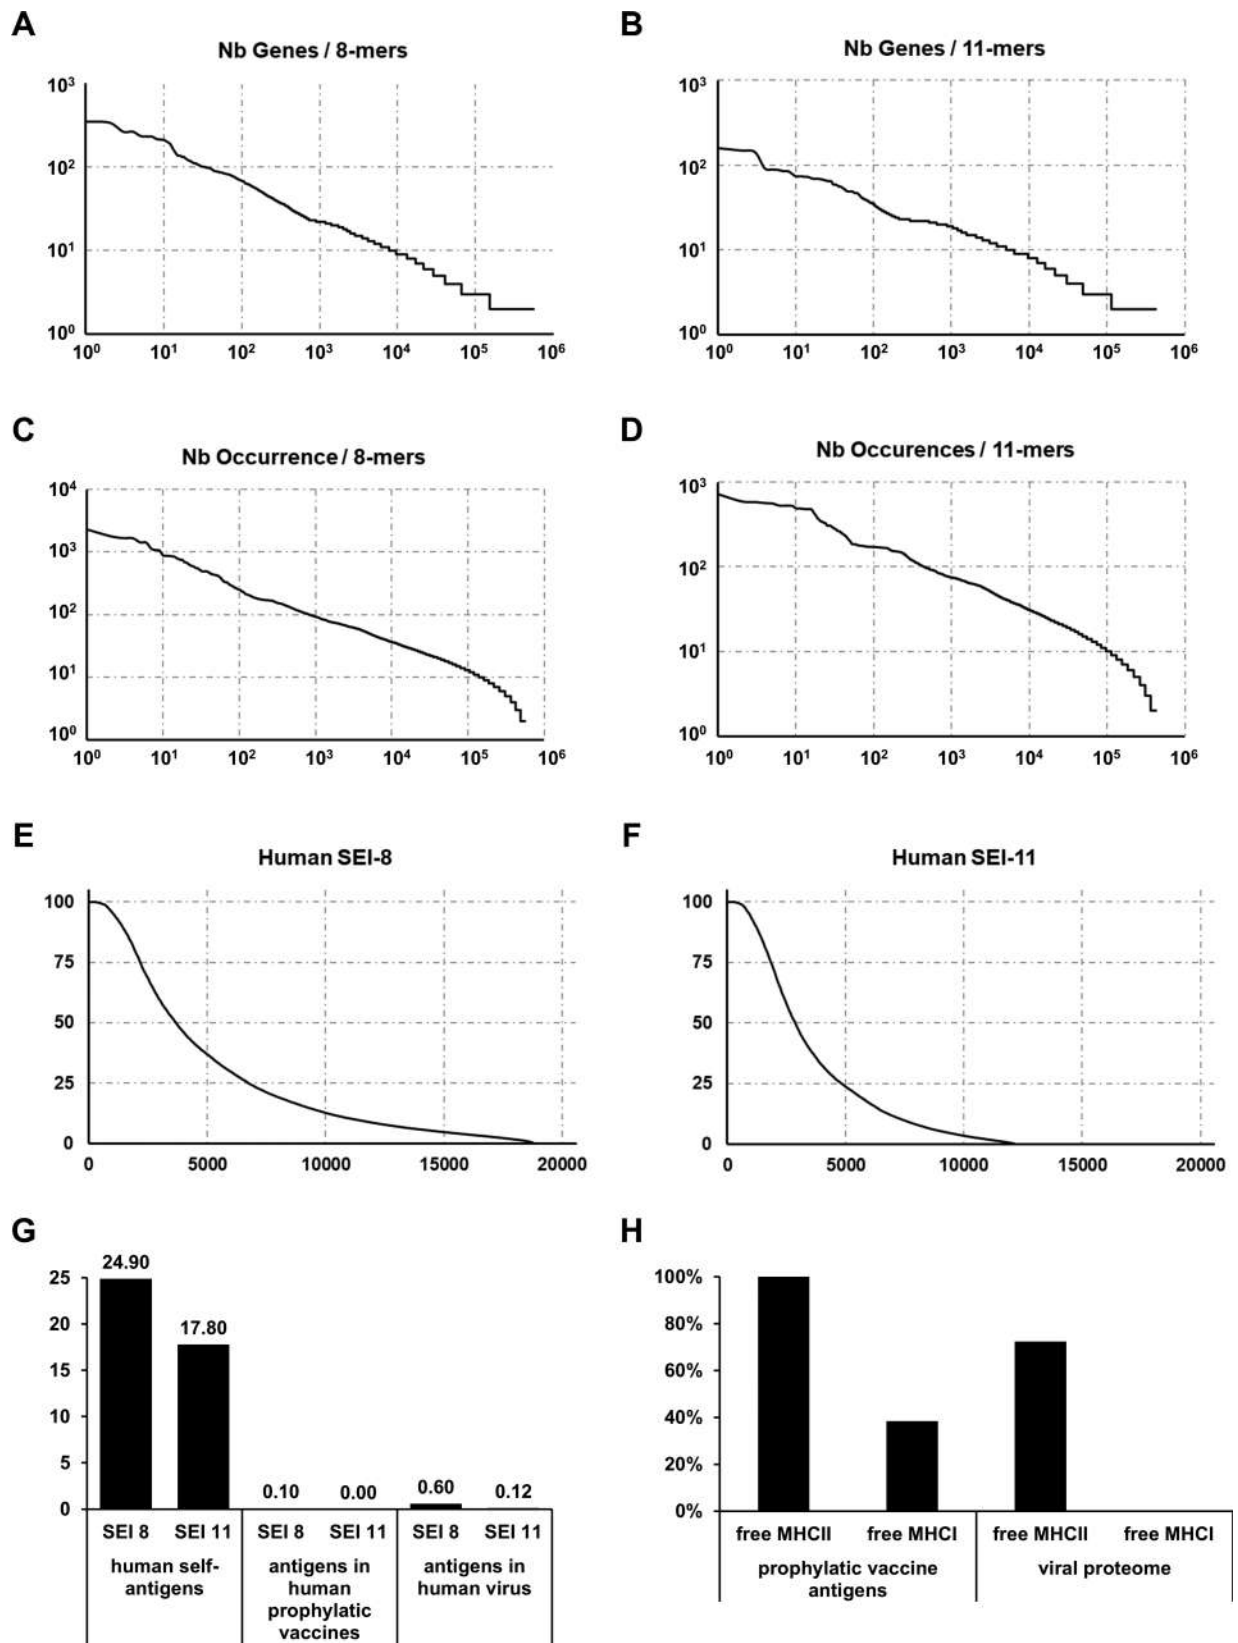 A
Nb Genes / 8-mers
10³
10²
10¹
10⁰
10⁰ 10¹ 10² 10³ 10⁴ 10⁵ 10⁶
B
Nb Genes / 11-mers
10³
10²
10¹
10⁰
10⁰ 10¹ 10² 10³ 10⁴ 10⁵ 10⁶
C
Nb Occurrence / 8-mers
10⁴
10³
10²
10¹
10⁰
10⁰ 10¹ 10² 10³ 10⁴ 10⁵ 10⁶
D
Nb Occurences / 11-mers
10³
10²
10¹
10⁰
10⁰ 10¹ 10² 10³ 10⁴ 10⁵ 10⁶
E
Human SEI-8
100
75
50
25
0
0 5000 10000 15000 20000
F
Human SEI-11
100
75
50
25
0
0 5000 10000 15000 20000
G
25
20
15
10
5
0
24.90
17.80
0.10 0.00 0.60 0.12
SEI 8 SEI 11 SEI 8 SEI 11 SEI 8 SEI 11
human self-
antigens
antigens in
human
prophylatic
vaccines
antigens in
human virus
H
100%
80%
60%
40%
20%
0%
free MHCII free MHCI free MHCII free MHCI
prophylatic vaccine
antigens
viral proteome